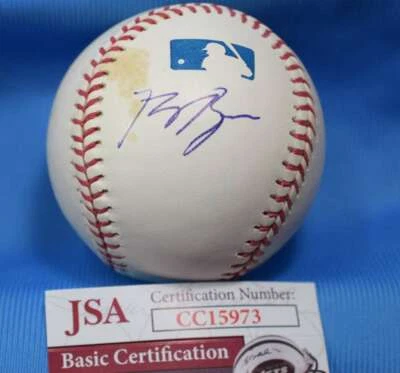 JSA
Certification Number:
CC15973
Basic Certification